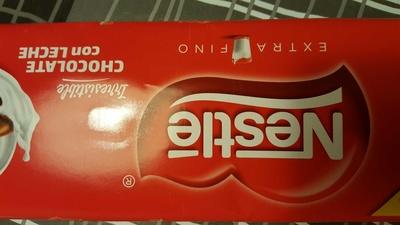 Nestlé
®
EXTRAFINO
Irresistible
CHOCOLATE
con LECHE